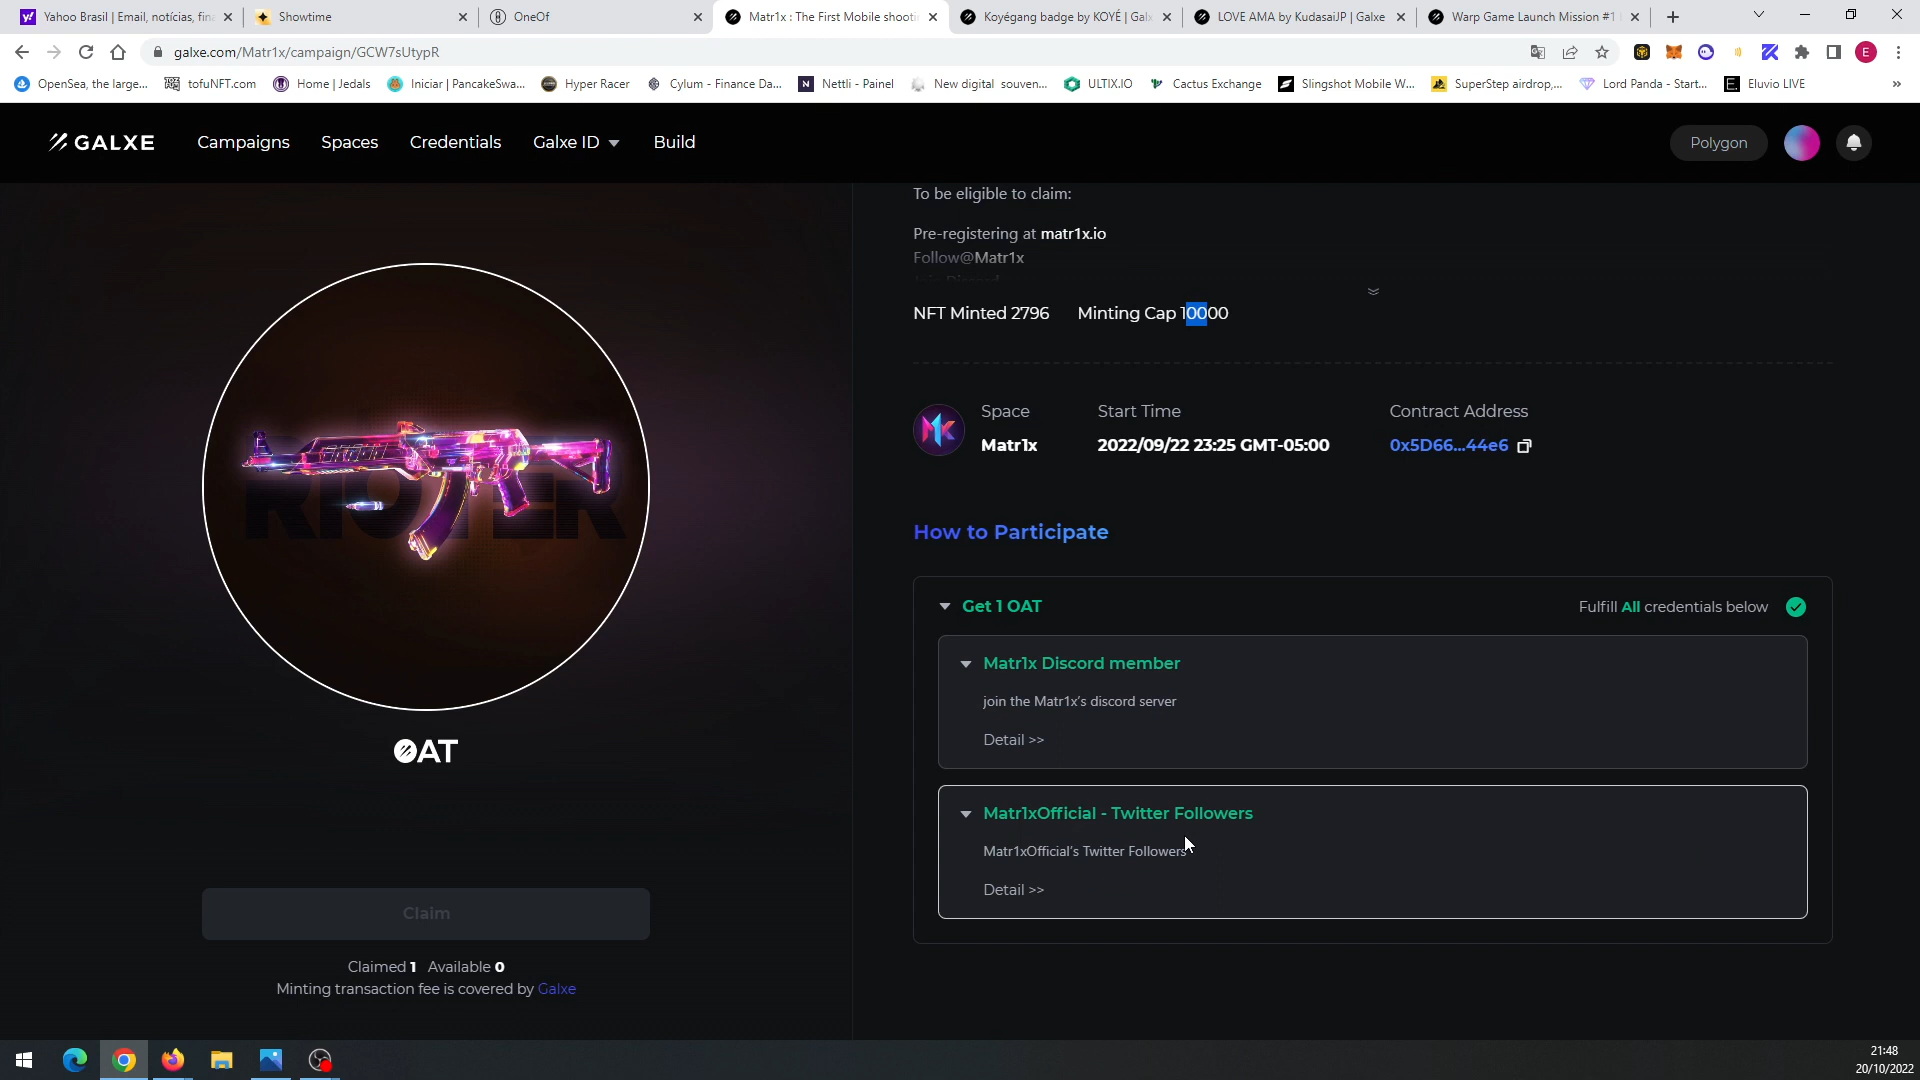 Yahoo Brasil | Email, notícias, fin
Showtime
OneOf
Matr1x : The First Mobile shooti
Koyégang badge by KOYÉ | Gal
LOVE AMA by KudasaiJP | Galxe
Warp Game Launch Mission #1
galxe.com/Matr1x/campaign/GCW7sUtypR
E
OpenSea, the large...
tofuNFT.com
Home | Jedals
Iniciar | PancakeSwa...
Hyper Racer
Cylum - Finance Da...
Nettli - Painel
New digital souven...
ULTIX.IO
Cactus Exchange
Slingshot Mobile W...
SuperStep airdrop,...
Lord Panda - Start...
Eluvio LIVE
GALXE
Campaigns
Spaces
Credentials
Galxe ID
Build
Polygon
To be eligible to claim:
Pre-registering at matr1x.io
Follow@Matr1x
Join Discord
NFT Minted 2796
Minting Cap 10000
Space
Matr1x
Start Time
2022/09/22 23:25 GMT-05:00
Contract Address
0x5D66...44e6
How to Participate
Get 1 OAT
Fulfill All credentials below
Matr1x Discord member
join the Matr1x's discord server
Detail >>
Matr1xOfficial - Twitter Followers
Matr1xOfficial's Twitter Followers
Detail >>
RIOTER
OAT
Claim
Claimed 1 Available 0
Minting transaction fee is covered by Galxe
21:48
20/10/2022